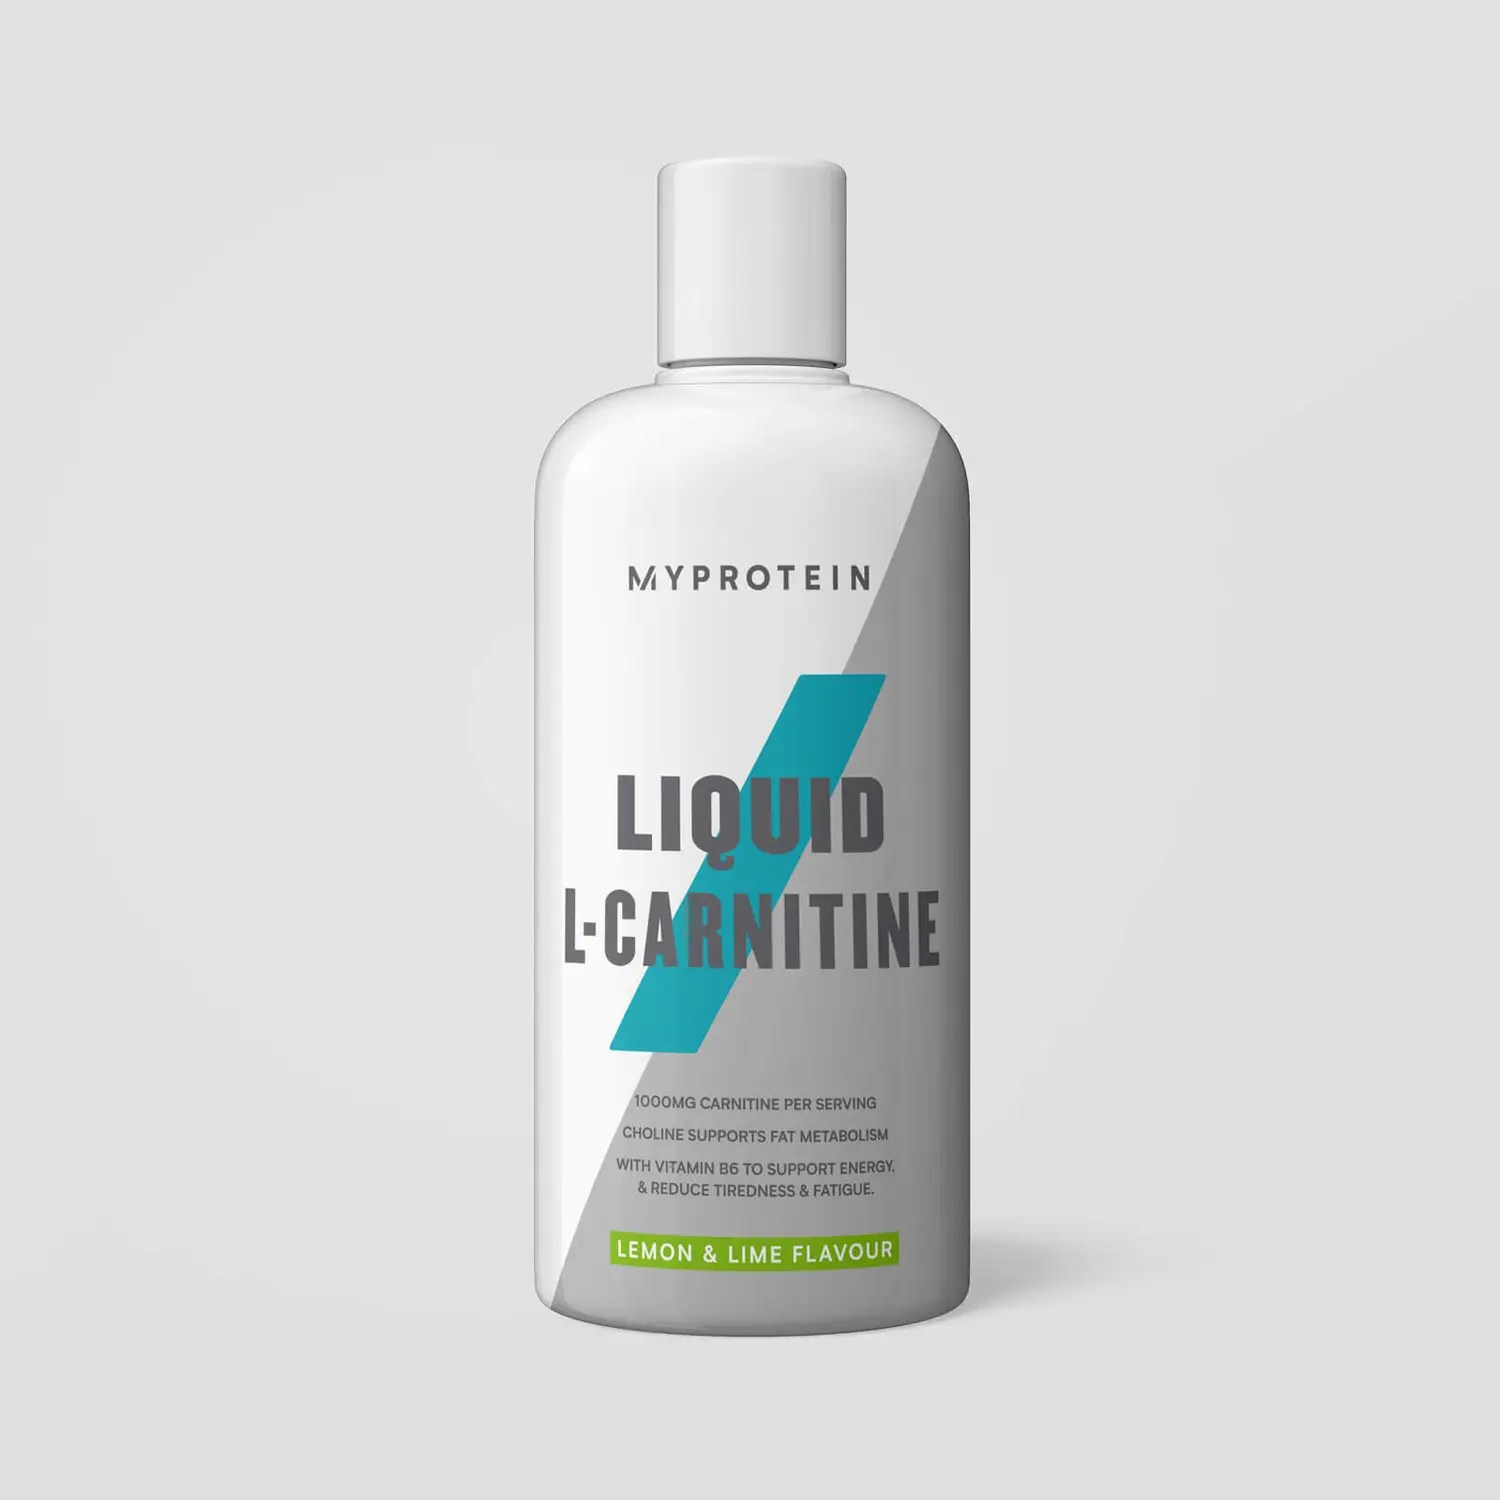 MYPROTEIN
LIQUID
L-CARNITINE
1000MG CARNITINE PER SERVING
CHOLINE SUPPORTS FAT METABOLISM
WITH VITAMIN B6 TO SUPPORT ENERGY,
& REDUCE TIREDNESS & FATIGUE.
LEMON & LIME FLAVOUR